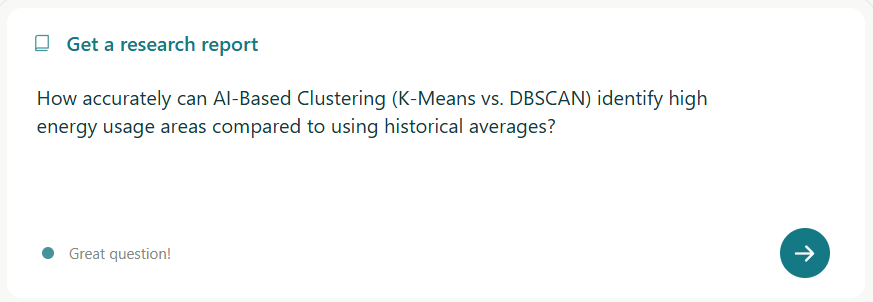 Get a research report
How accurately can AI-Based Clustering (K-Means vs. DBSCAN) identify high
energy usage areas compared to using historical averages?
Great question!